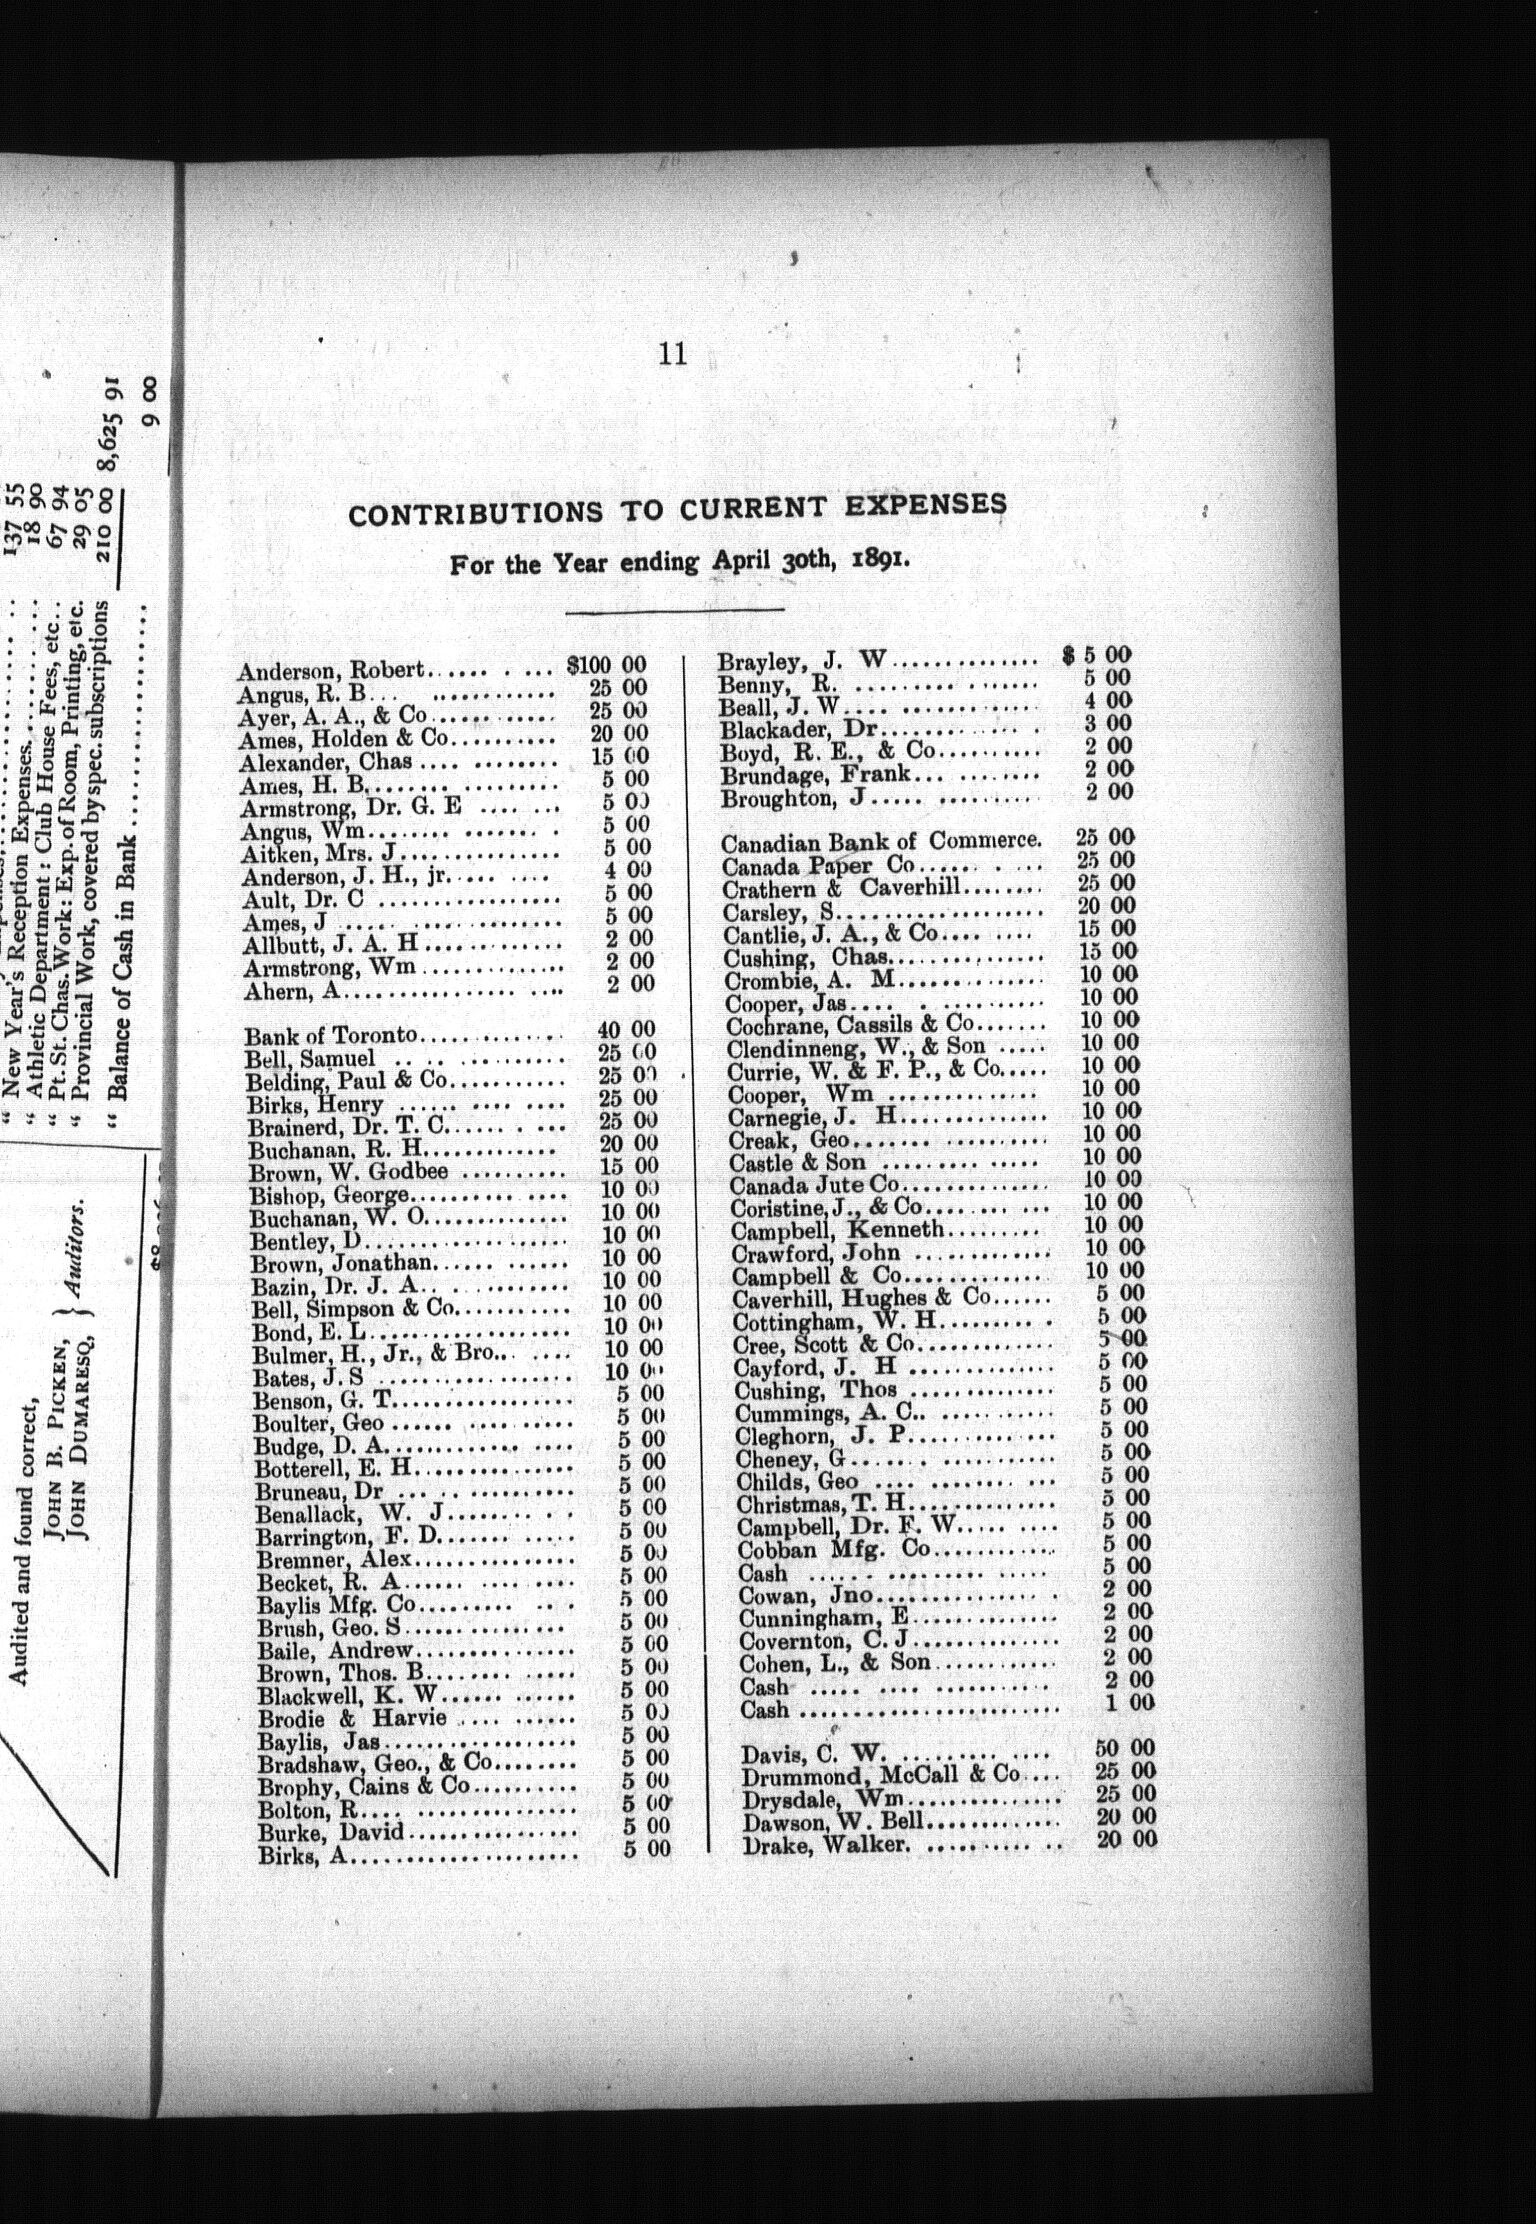 137 55
" New Year's Reception Expenses.
18 90
" Athletic Department: Club House Fees, etc..
67 94
" Pt. St. Chas. Work: Exp. of Room, Printing, etc.
29 05
" Provincial Work, covered by spec. subscriptions
210 00 8,625 91
" Balance of Cash in Bank
9 00
Audited and found correct,
JOHN B. PICKEN, } Auditors.
JOHN DUMARESQ, }
11
CONTRIBUTIONS TO CURRENT EXPENSES
For the Year ending April 30th, 1891.
Anderson, Robert........... $100 00
Angus, R. B............... 25 00
Ayer, A. A., & Co........... 25 00
Ames, Holden & Co.......... 20 00
Alexander, Chas............ 15 00
Ames, H. B................ 5 00
Armstrong, Dr. G. E ....... 5 00
Angus, Wm................ 5 00
Aitken, Mrs. J............. 5 00
Anderson, J. H., jr......... 4 00
Ault, Dr. C ................ 5 00
Ames, J ................... 5 00
Allbutt, J. A. H............. 2 00
Armstrong, Wm............. 2 00
Ahern, A................... 2 00
Bank of Toronto............. 40 00
Bell, Samuel ............... 25 00
Belding, Paul & Co........... 25 00
Birks, Henry ............... 25 00
Brainerd, Dr. T. C........... 25 00
Buchanan, R. H............. 20 00
Brown, W. Godbee .......... 15 00
Bishop, George.............. 10 00
Buchanan, W. O............. 10 00
Bentley, D.................. 10 00
Brown, Jonathan............ 10 00
Bazin, Dr. J. A.............. 10 00
Bell, Simpson & Co........... 10 00
Bond, E. L.................. 10 00
Bulmer, H., Jr., & Bro........ 10 00
Bates, J. S .................. 10 00
Benson, G. T................ 5 00
Boulter, Geo ............... 5 00
Budge, D. A................ 5 00
Botterell, E. H.............. 5 00
Bruneau, Dr ............... 5 00
Benallack, W. J............. 5 00
Barrington, F. D............ 5 00
Bremner, Alex.............. 5 00
Becket, R. A............... 5 00
Baylis Mfg. Co.............. 5 00
Brush, Geo. S............... 5 00
Baile, Andrew............... 5 00
Brown, Thos. B.............. 5 00
Blackwell, K. W............. 5 00
Brodie & Harvie ............ 5 00
Baylis, Jas.................. 5 00
Bradshaw, Geo., & Co........ 5 00
Brophy, Cains & Co.......... 5 00
Bolton, R................... 5 00
Burke, David................ 5 00
Birks, A.................... 5 00
Brayley, J. W.............. $ 5 00
Benny, R. ................ 5 00
Beall, J. W................. 4 00
Blackader, Dr.............. 3 00
Boyd, R. E., & Co.......... 2 00
Brundage, Frank........... 2 00
Broughton, J............... 2 00
Canadian Bank of Commerce. 25 00
Canada Paper Co........... 25 00
Crathern & Caverhill........ 25 00
Carsley, S.................. 20 00
Cantlie, J. A., & Co......... 15 00
Cushing, Chas.............. 15 00
Crombie, A. M............. 10 00
Cooper, Jas................ 10 00
Cochrane, Cassils & Co....... 10 00
Clendinneng, W., & Son ..... 10 00
Currie, W. & F. P., & Co..... 10 00
Cooper, Wm ............... 10 00
Carnegie, J. H.............. 10 00
Creak, Geo................. 10 00
Castle & Son ............... 10 00
Canada Jute Co............. 10 00
Coristine, J., & Co........... 10 00
Campbell, Kenneth.......... 10 00
Crawford, John ............. 10 00
Campbell & Co............. 10 00
Caverhill, Hughes & Co...... 5 00
Cottingham, W. H.......... 5 00
Cree, Scott & Co............. 5 00
Cayford, J. H .............. 5 00
Cushing, Thos .............. 5 00
Cummings, A. C............ 5 00
Cleghorn, J. P.............. 5 00
Cheney, G.................. 5 00
Childs, Geo ................ 5 00
Christmas, T. H............. 5 00
Campbell, Dr. F. W......... 5 00
Cobban Mfg. Co............ 5 00
Cash ..................... 5 00
Cowan, Jno................. 2 00
Cunningham, E............. 2 00
Covernton, C. J............. 2 00
Cohen, L., & Son............ 2 00
Cash ..................... 2 00
Cash ....................... 1 00
Davis, C. W. .............. 50 00
Drummond, McCall & Co.... 25 00
Drysdale, Wm.............. 25 00
Dawson, W. Bell............ 20 00
Drake, Walker. ............ 20 00